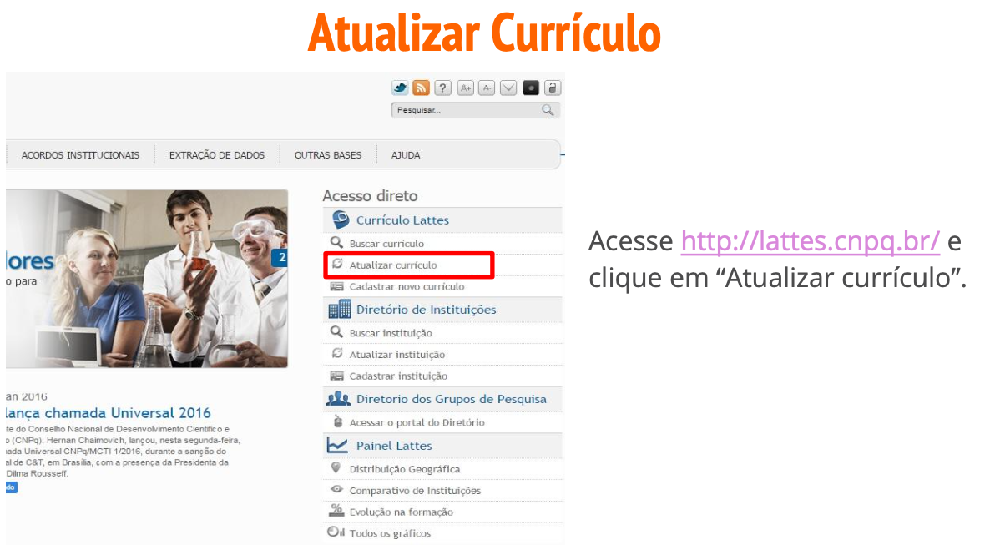 Atualizar Currículo
?
A+
A-
Pesquisar...
ACORDOS INSTITUCIONAIS
EXTRAÇÃO DE DADOS
OUTRAS BASES
AJUDA
ores
o para
2
Acesso direto
Currículo Lattes
Buscar currículo
Atualizar currículo
Cadastrar novo currículo
Diretório de Instituições
Buscar instituição
Atualizar instituição
Cadastrar instituição
Diretorio dos Grupos de Pesquisa
Acessar o portal do Diretório
Painel Lattes
Distribuição Geográfica
Comparativo de Instituições
%
Evolução na formação
Todos os gráficos
an 2016
lança chamada Universal 2016
te do Conselho Nacional de Desenvolvimento Científico e
o (CNPq), Hernan Chaimovich, lançou, nesta segunda-feira,
nada Universal CNPq/MCTI 1/2016, durante a sanção do
al de C&T, em Brasília, com a presença da Presidenta da
Dilma Rousseff.
do
Acesse http://lattes.cnpq.br/ e
clique em “Atualizar currículo”.